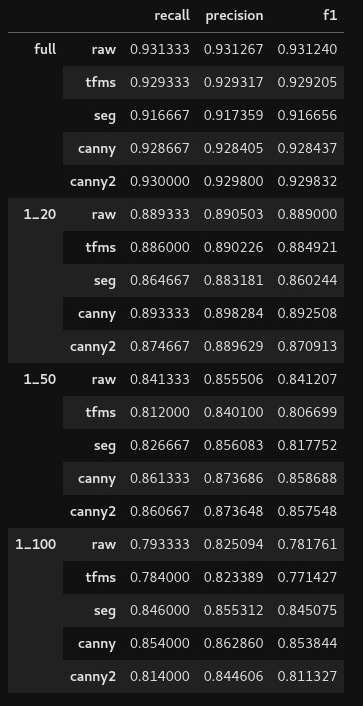 recall precision f1
full raw 0.931333 0.931267 0.931240
tfms 0.929333 0.929317 0.929205
seg 0.916667 0.917359 0.916656
canny 0.928667 0.928405 0.928437
canny2 0.930000 0.929800 0.929832
1_20 raw 0.889333 0.890503 0.889000
tfms 0.886000 0.890226 0.884921
seg 0.864667 0.883181 0.860244
canny 0.893333 0.898284 0.892508
canny2 0.874667 0.889629 0.870913
1_50 raw 0.841333 0.855506 0.841207
tfms 0.812000 0.840100 0.806699
seg 0.826667 0.856083 0.817752
canny 0.861333 0.873686 0.858688
canny2 0.860667 0.873648 0.857548
1_100 raw 0.793333 0.825094 0.781761
tfms 0.784000 0.823389 0.771427
seg 0.846000 0.855312 0.845075
canny 0.854000 0.862860 0.853844
canny2 0.814000 0.844606 0.811327